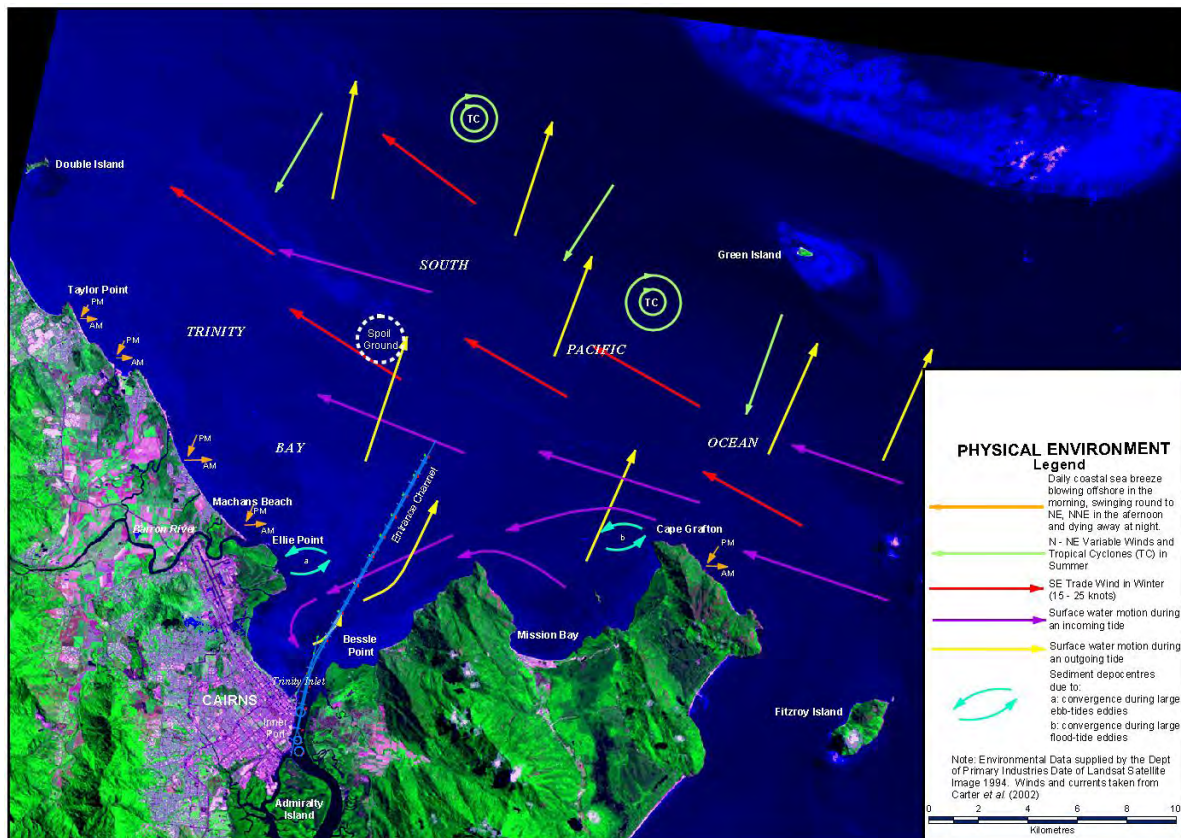 TC
Double Island
SOUTH
Green Island
Taylor Point
PM
AM
TC
TRINITY
Spoil
Ground
PM
AM
PACIFIC
BAY
OCEAN
PM
AM
Entrance Channel
Machans Beach
PM
AM
Barron River
Ellie Point
a
b
Cape Grafton
PM
AM
Bessie
Point
Mission Bay
Trinity Inlet
CAIRNS
Inner
Port
Fitzroy Island
Admiralty
Island
PHYSICAL ENVIRONMENT
Legend
Daily coastal sea breeze
blowing offshore in the
morning, swinging round to
NE, NNE in the afernoon
and dying away at night.
N - NE Variable Winds and
Tropical Cyclones (TC) in
Summer
SE Trade Wind in Winter
(15 - 25 knots)
Surface water motion during
an incoming tide
Surface water motion during
an outgoing tide
Sediment depocentres
due to:
a: convergence during large
ebb-tides eddies
b: convergence during large
flood-tide eddies
Note: Environmental Data supplied by the Dept
of Primary Industries Date of Landsat Satellite
Image 1994. Winds and currents taken from
Carter et al. (2002)
0 2 4 6 8 10
Kilometres